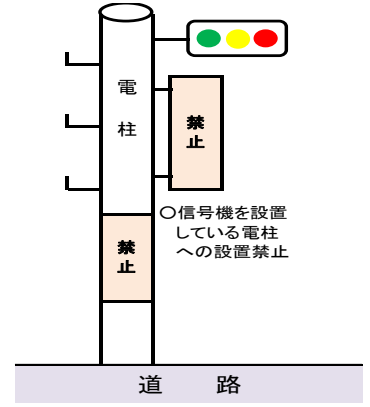 電柱
禁止
○信号機を設置
している電柱
への設置禁止
禁止
道　路